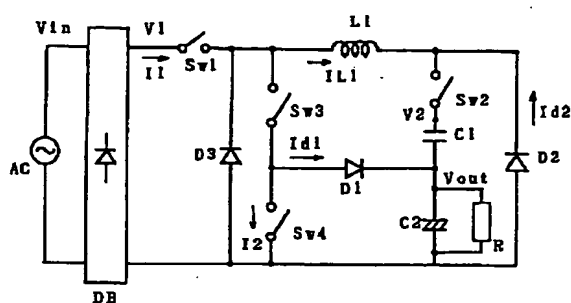 Vin
V1
L1
I1
Sw1
IL1
Sw3
V2
Sw2
Id2
C1
AC
D3
Id1
D1
Vout
D2
I2
Sw4
C2
R
DB